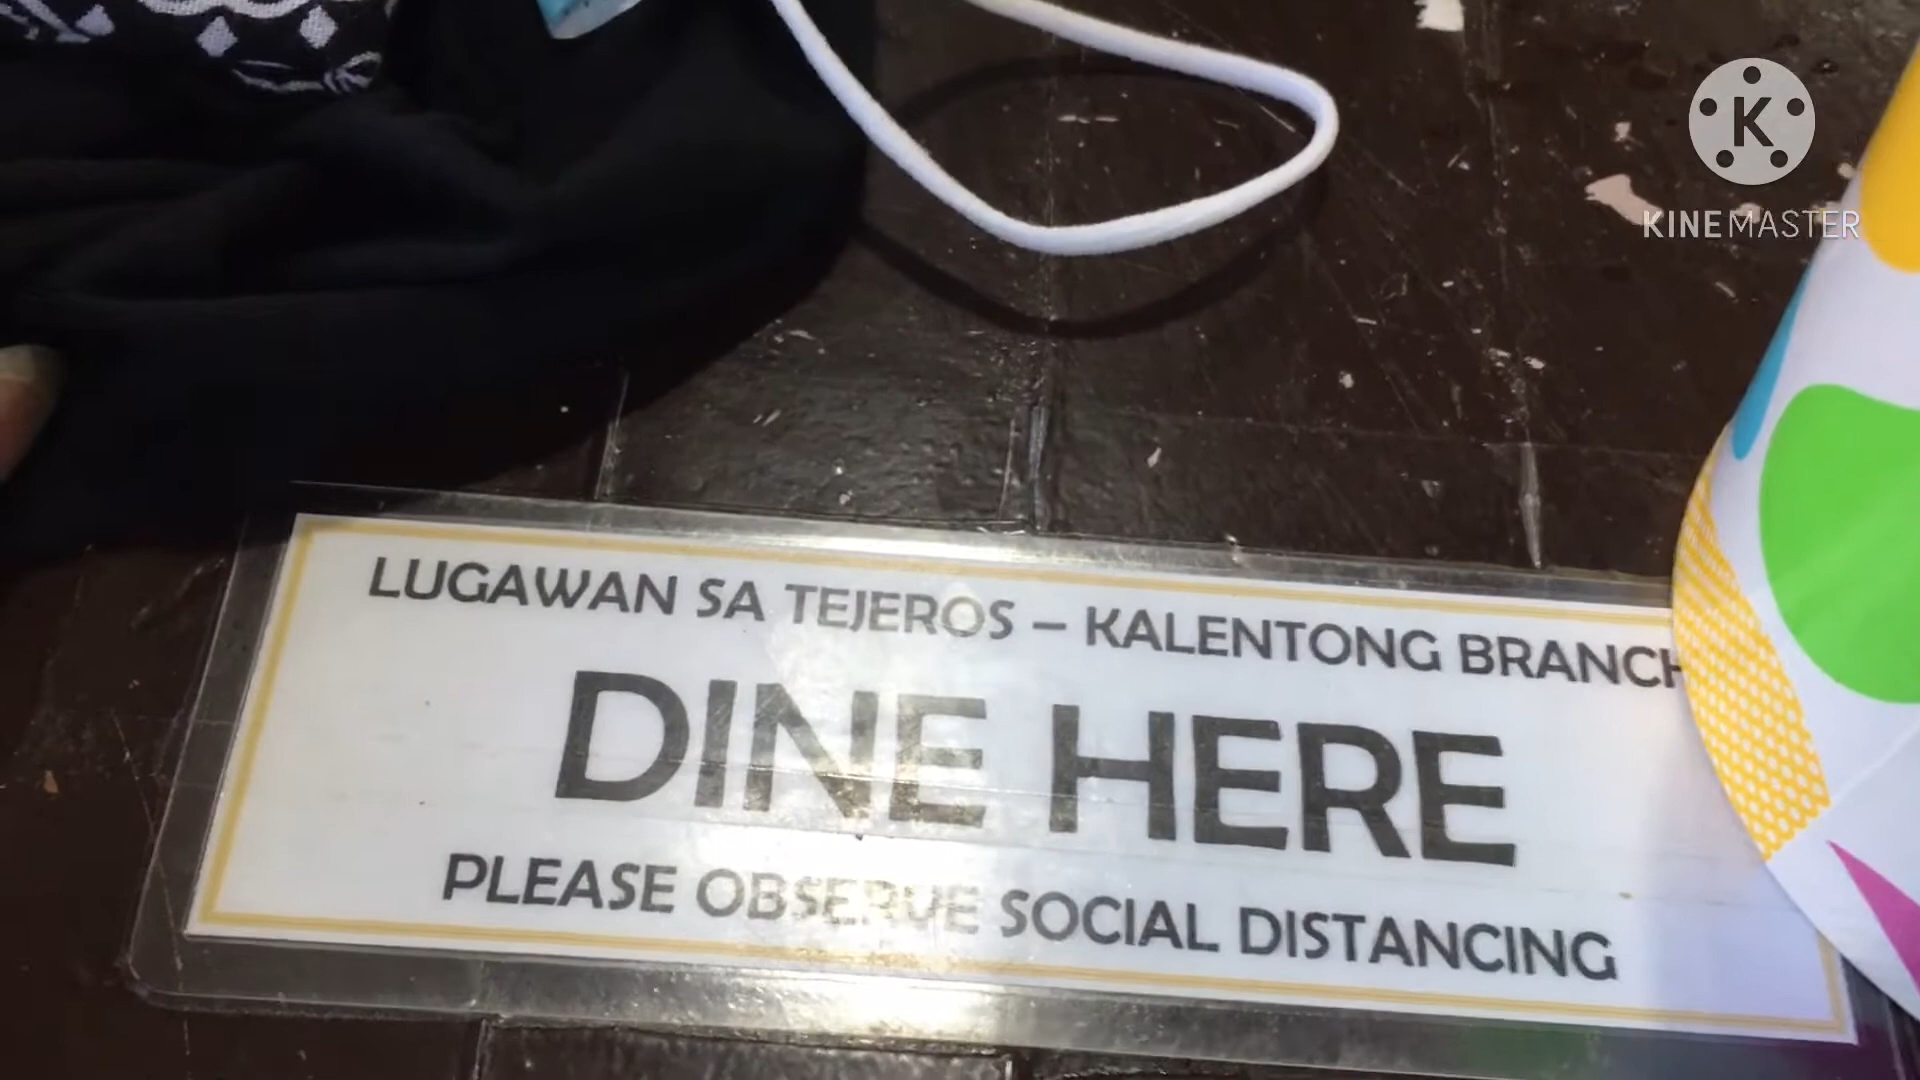 K
KINEMASTER
LUGAWAN SA TEJEROS – KALENTONG BRANCH
DINE HERE
PLEASE OBSERVE SOCIAL DISTANCING